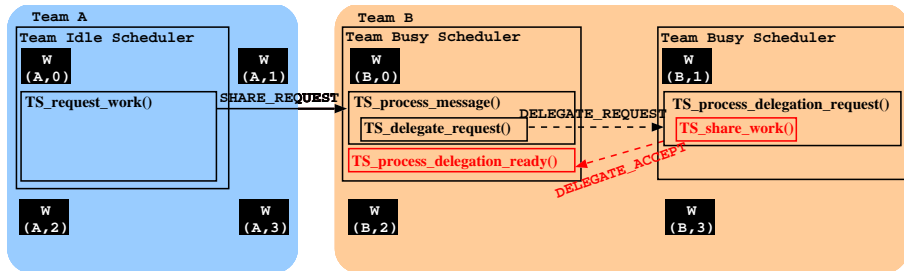 Team A
Team Idle Scheduler
W
(A,0)
W
(A,1)
TS_request_work()
SHARE_REQUEST
W
(A,2)
W
(A,3)
Team B
Team Busy Scheduler
W
(B,0)
TS_process_message()
TS_delegate_request()
DELEGATE_REQUEST
TS_process_delegation_ready()
DELEGATE_ACCEPT
W
(B,2)
Team Busy Scheduler
W
(B,1)
TS_process_delegation_request()
TS_share_work()
W
(B,3)